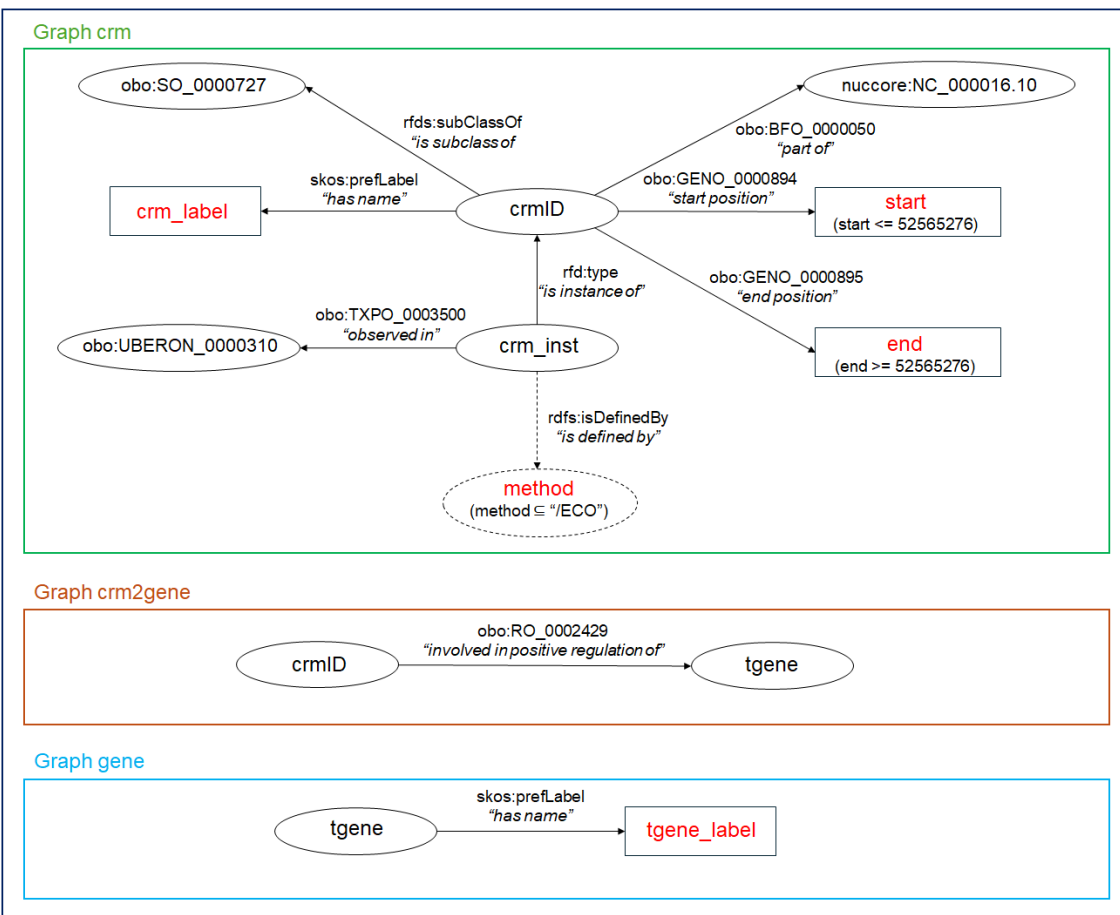 Graph crm
obo:SO_0000727
nuccore:NC_000016.10
rfds:subClassOf
"is subclass of
obo:BFO_0000050
"part of"
skos:prefLabel
"has name"
obo:GENO_0000894
"start position"
crm_label
crmID
start
(start <= 52565276)
rfd:type
"is instance of"
obo:GENO_0000895
"end position"
obo:TXPO_0003500
"observed in"
obo:UBERON_0000310
crm_inst
end
(end >= 52565276)
rdfs:isDefinedBy
"is defined by"
method
(method ⊆ "/ECO")
Graph crm2gene
obo:RO_0002429
"involved in positive regulation of"
crmID
tgene
Graph gene
skos:prefLabel
"has name"
tgene
tgene_label